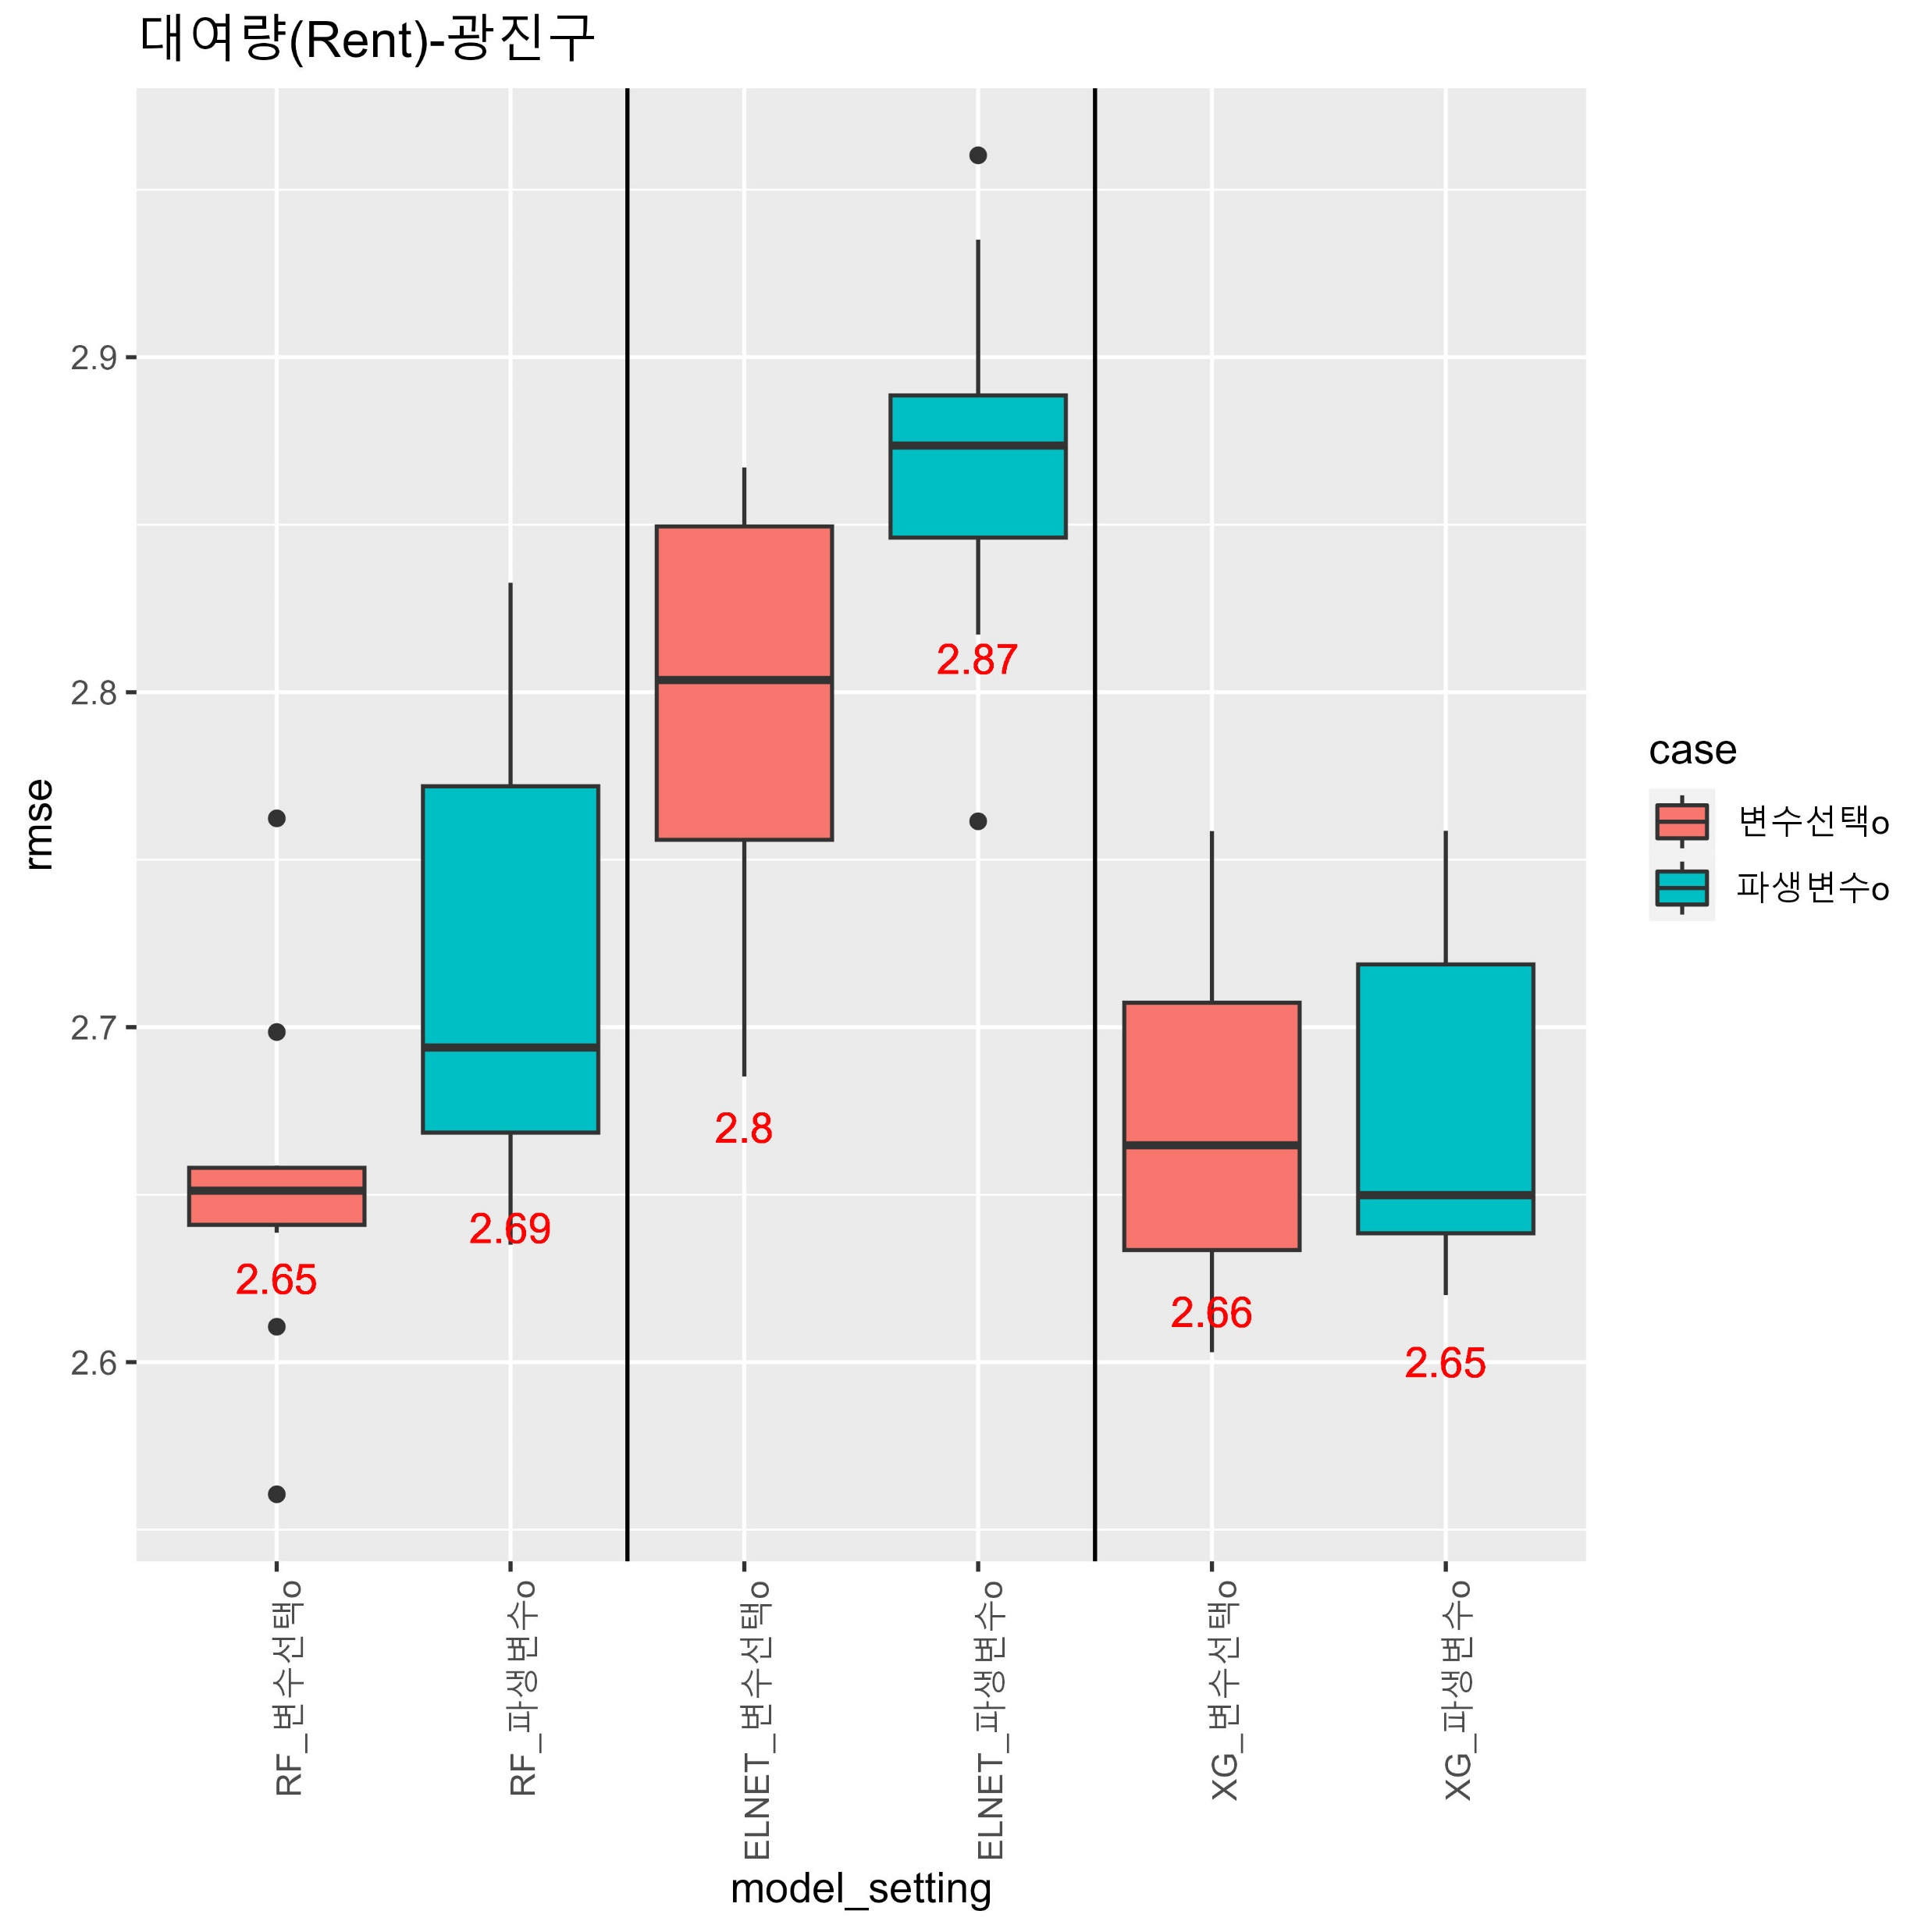 대여량(Rent)-광진구
rmse
2.9
2.8
2.7
2.6
2.65
2.69
2.8
2.87
2.66
2.65
RF_변수선택o
RF_파생변수o
ELNET_변수선택o
ELNET_파생변수o
XG_변수선택o
XG_파생변수o
model_setting
case
변수선택o
파생변수o